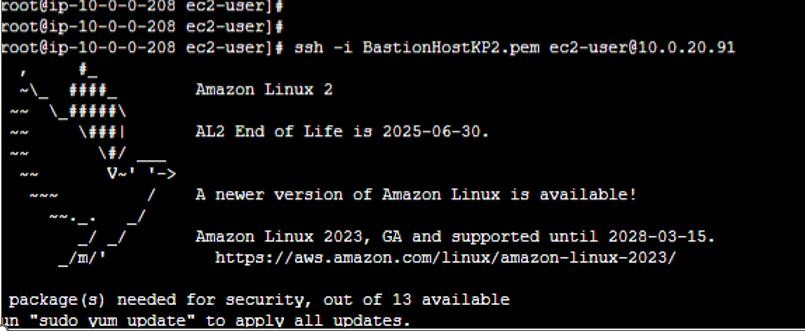 root@ip-10-0-0-208 ec2-user]#
root@ip-10-0-0-208 ec2-user]#
root@ip-10-0-0-208 ec2-user]# ssh -i BastionHostKP2.pem ec2-user@10.0.20.91
   ,     #_
  ~\_  ####_        Amazon Linux 2
 ~~  \_#####\
 ~~     \###|       AL2 End of Life is 2025-06-30.
 ~~       \#/ ___
  ~~       V~' '->
   ~~~         /    A newer version of Amazon Linux is available!
     ~~._.   _/
        _/ _/       Amazon Linux 2023, GA and supported until 2028-03-15.
      _/m/'           https://aws.amazon.com/linux/amazon-linux-2023/
package(s) needed for security, out of 13 available
un "sudo yum update" to apply all updates.